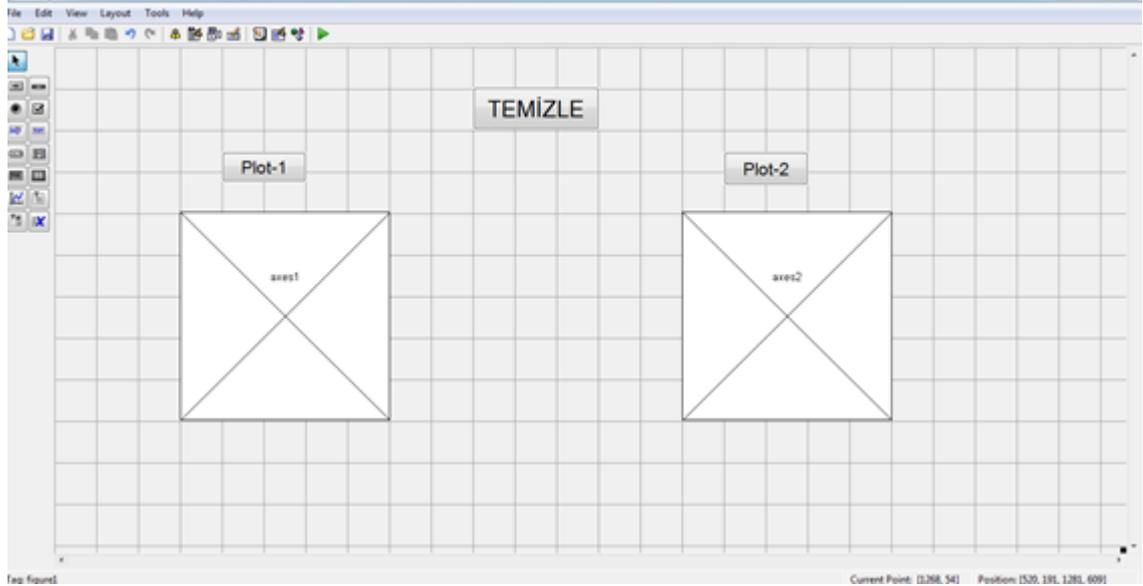 File Edit View Layout Tools Help
TEMİZLE
Plot-1
Plot-2
axes1
axes2
Tag: figure1
Current Point: [1268, 54] Position: [520, 191, 1281, 609]